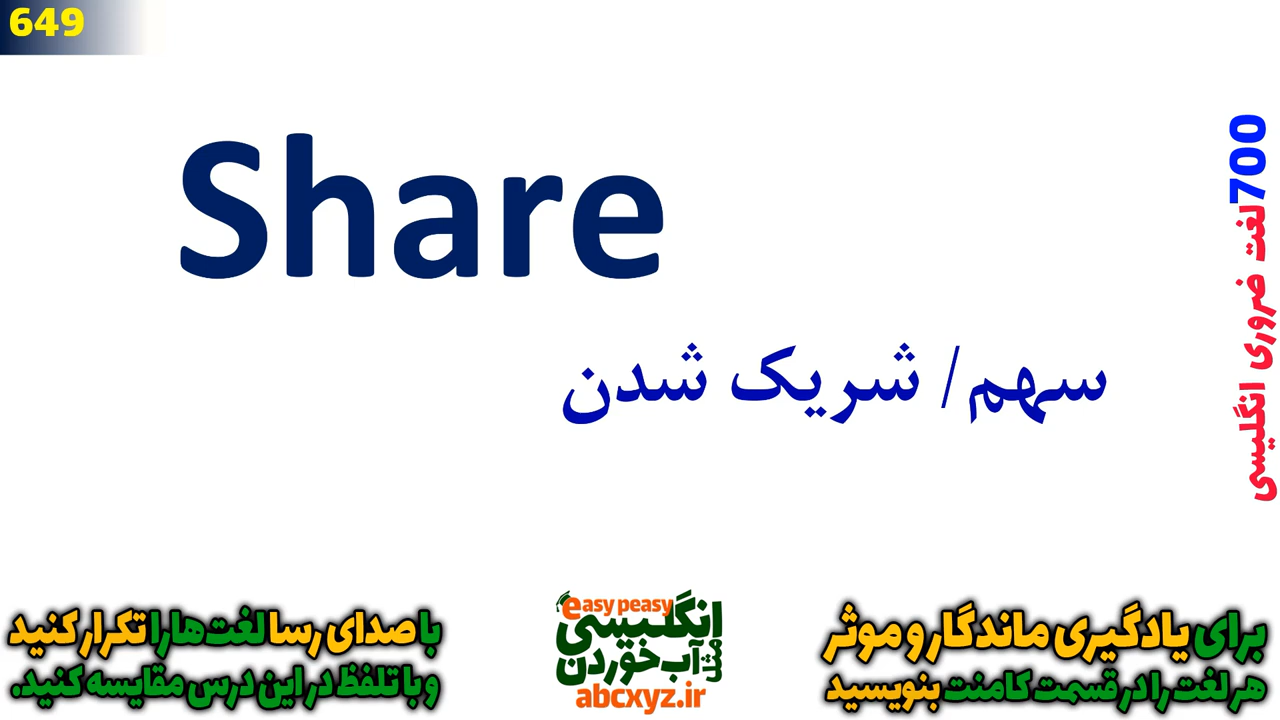 649
Share
سهم/ شریک شدن
700 لغت ضروری انگلیسی
برای یادگیری ماندگار و موثر
هر لغت را در قسمت کامنت بنویسید
easy peasy
انگلیسی
مثل آب خوردن
abcxyz.ir
با صدای رسا لغت‌ها را تکرار کنید
و با تلفظ در این درس مقایسه کنید.